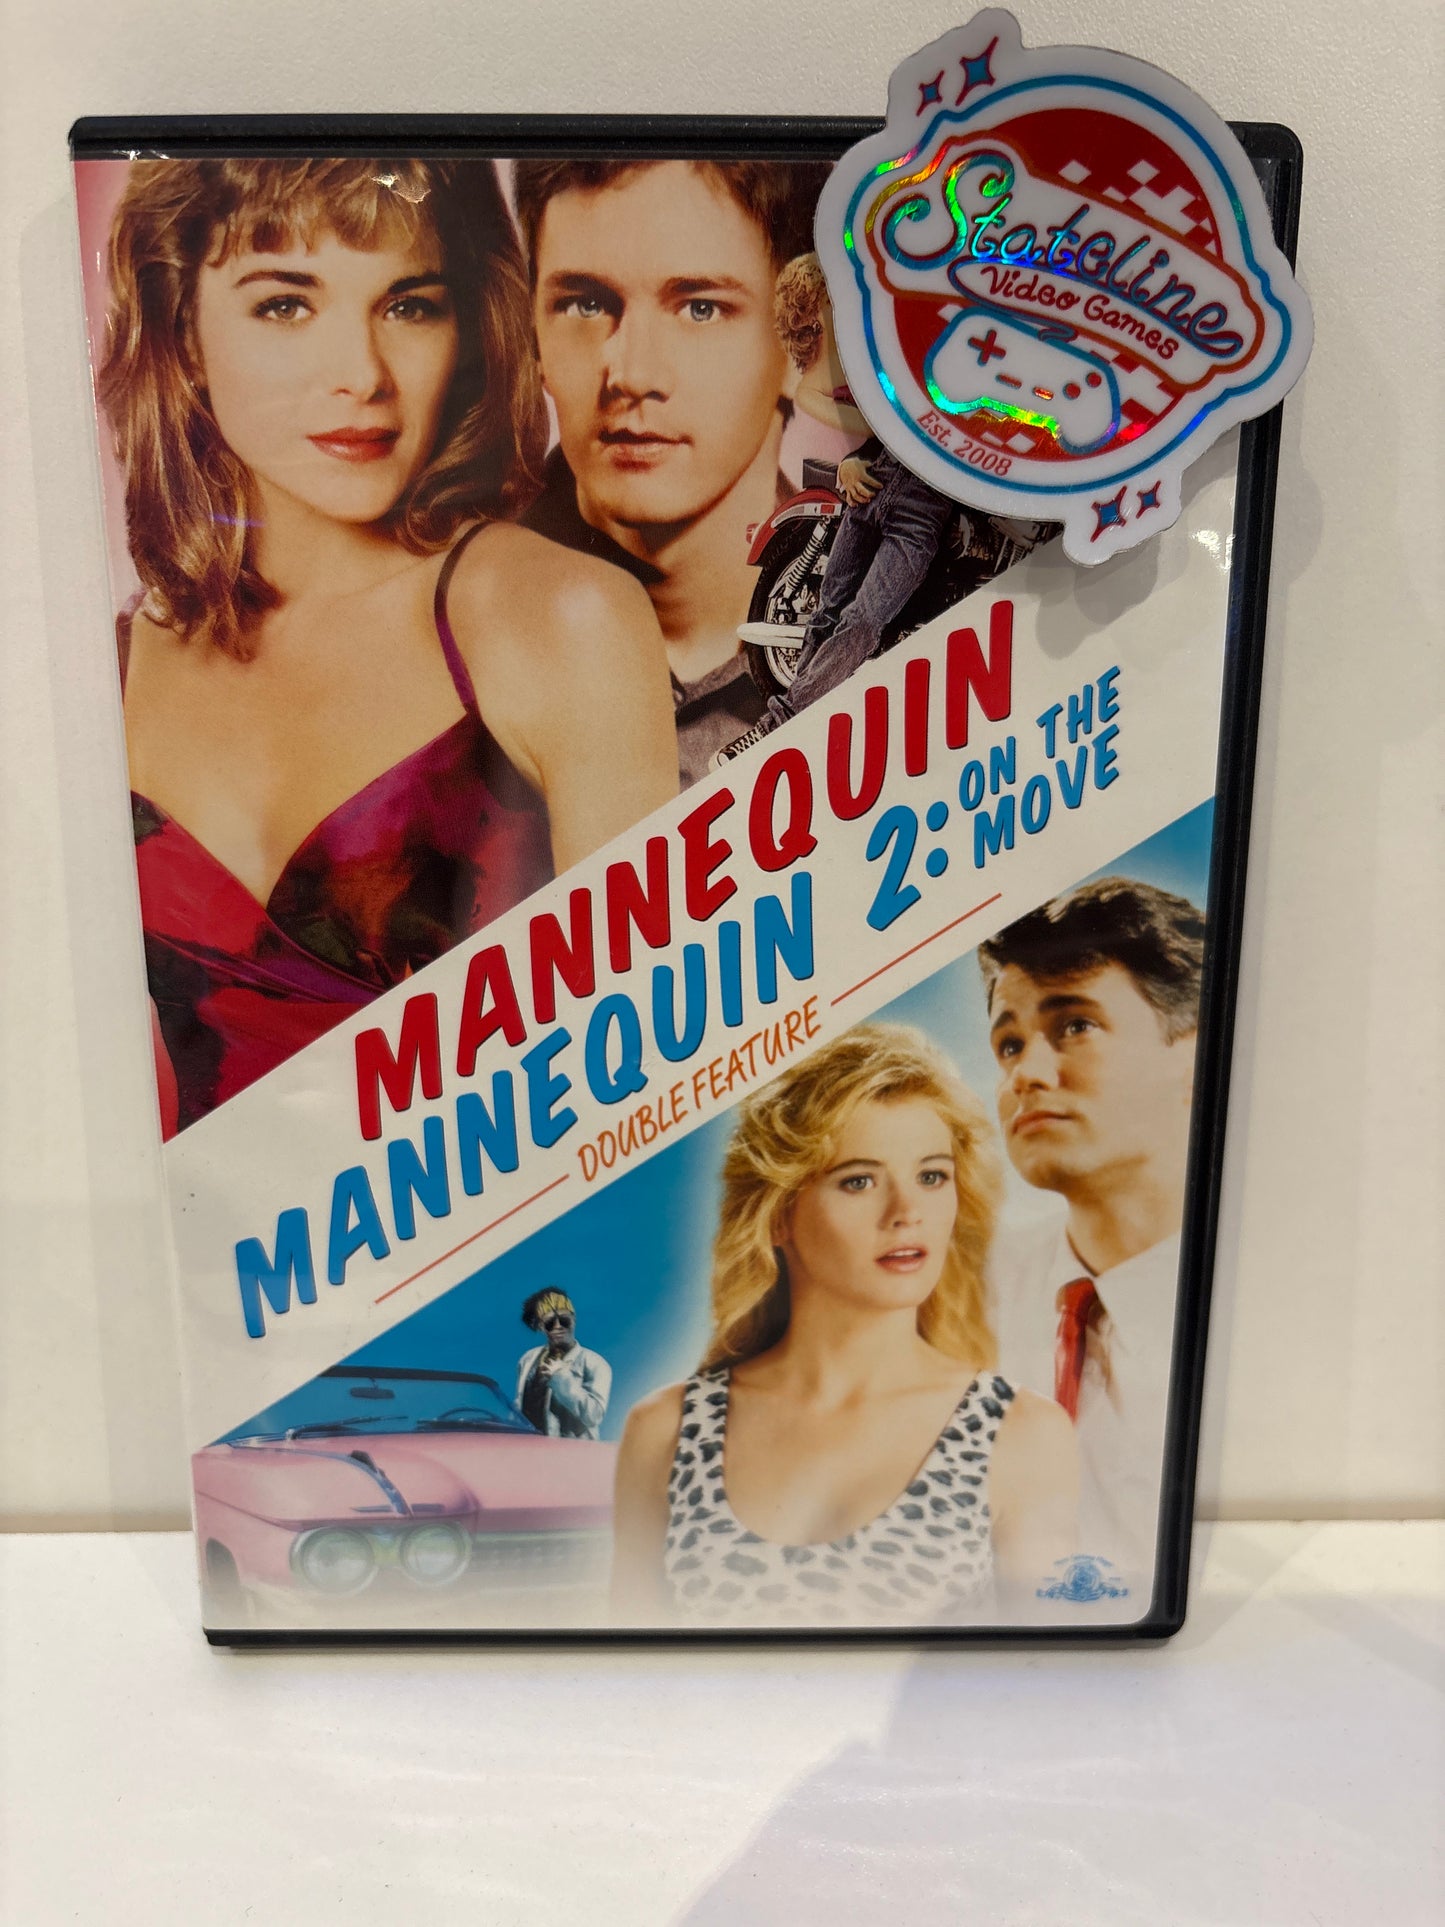 Stateline
Video Games
Est. 2008
MANNEQUIN
MANNEQUIN 2: ON THE
MOVE
DOUBLE FEATURE